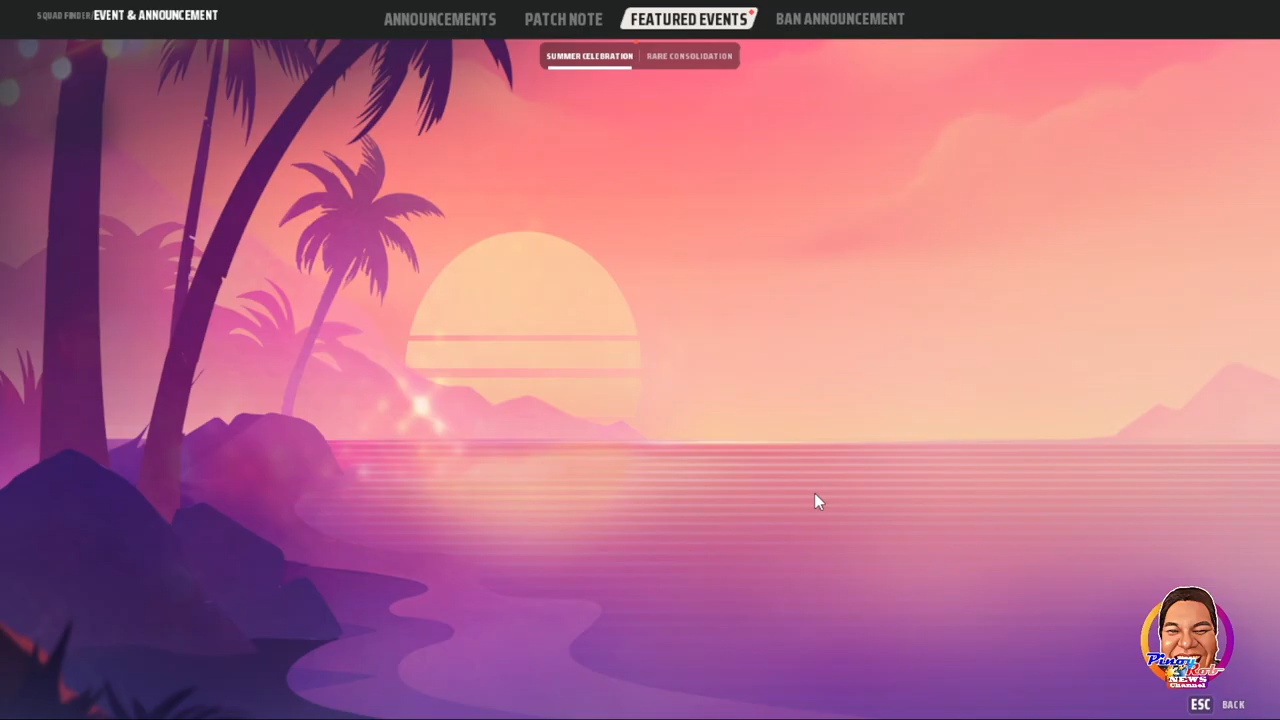 SQUAD FINDER/EVENT & ANNOUNCEMENT
ANNOUNCEMENTS PATCH NOTE FEATURED EVENTS BAN ANNOUNCEMENT
SUMMER CELEBRATION RARE CONSOLIDATION
Pinoy
Rob
NEWS
Channel
ESC BACK